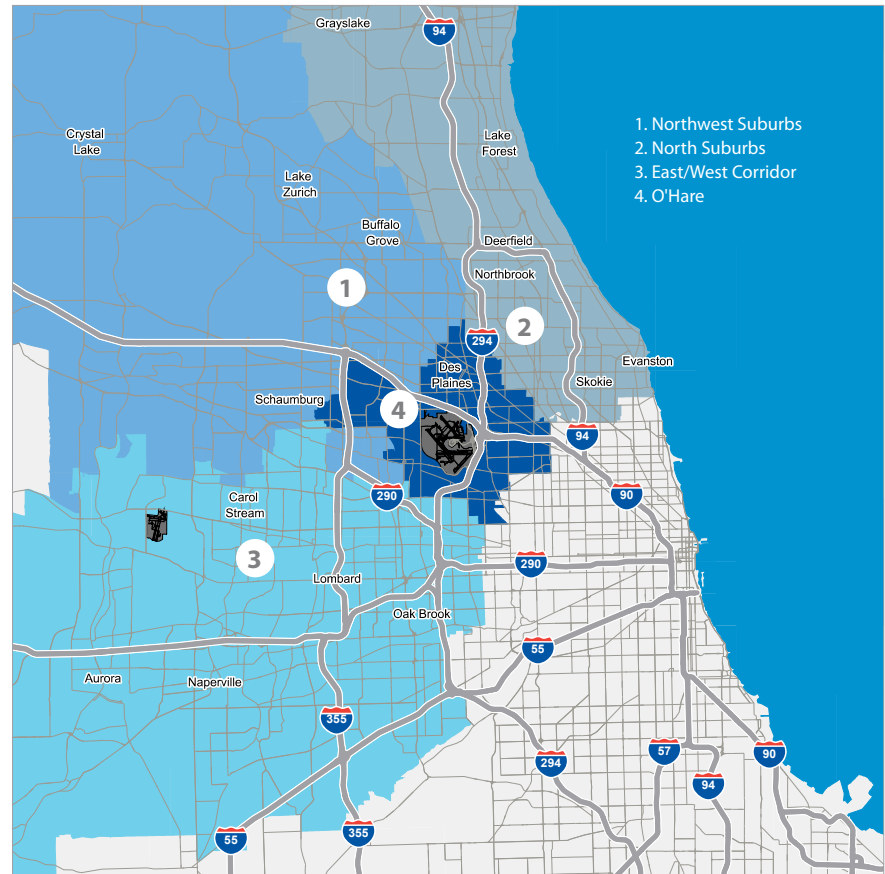 Grayslake
94
1. Northwest Suburbs
2. North Suburbs
3. East/West Corridor
4. O'Hare
Crystal
Lake
Lake
Forest
Lake
Zurich
Buffalo
Grove
Deerfield
Northbrook
1
2
294
Evanston
Des
Plaines
Skokie
Schaumburg
4
94
290
90
Carol
Stream
3
290
Lombard
Oak Brook
55
Aurora
Naperville
355
57
90
294
94
55
355